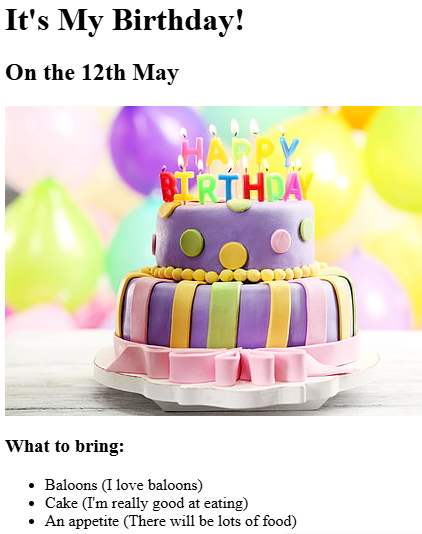 It's My Birthday!
On the 12th May
HAPPY
BIRTHDAY
What to bring:
Baloons (I love baloons)
Cake (I'm really good at eating)
An appetite (There will be lots of food)